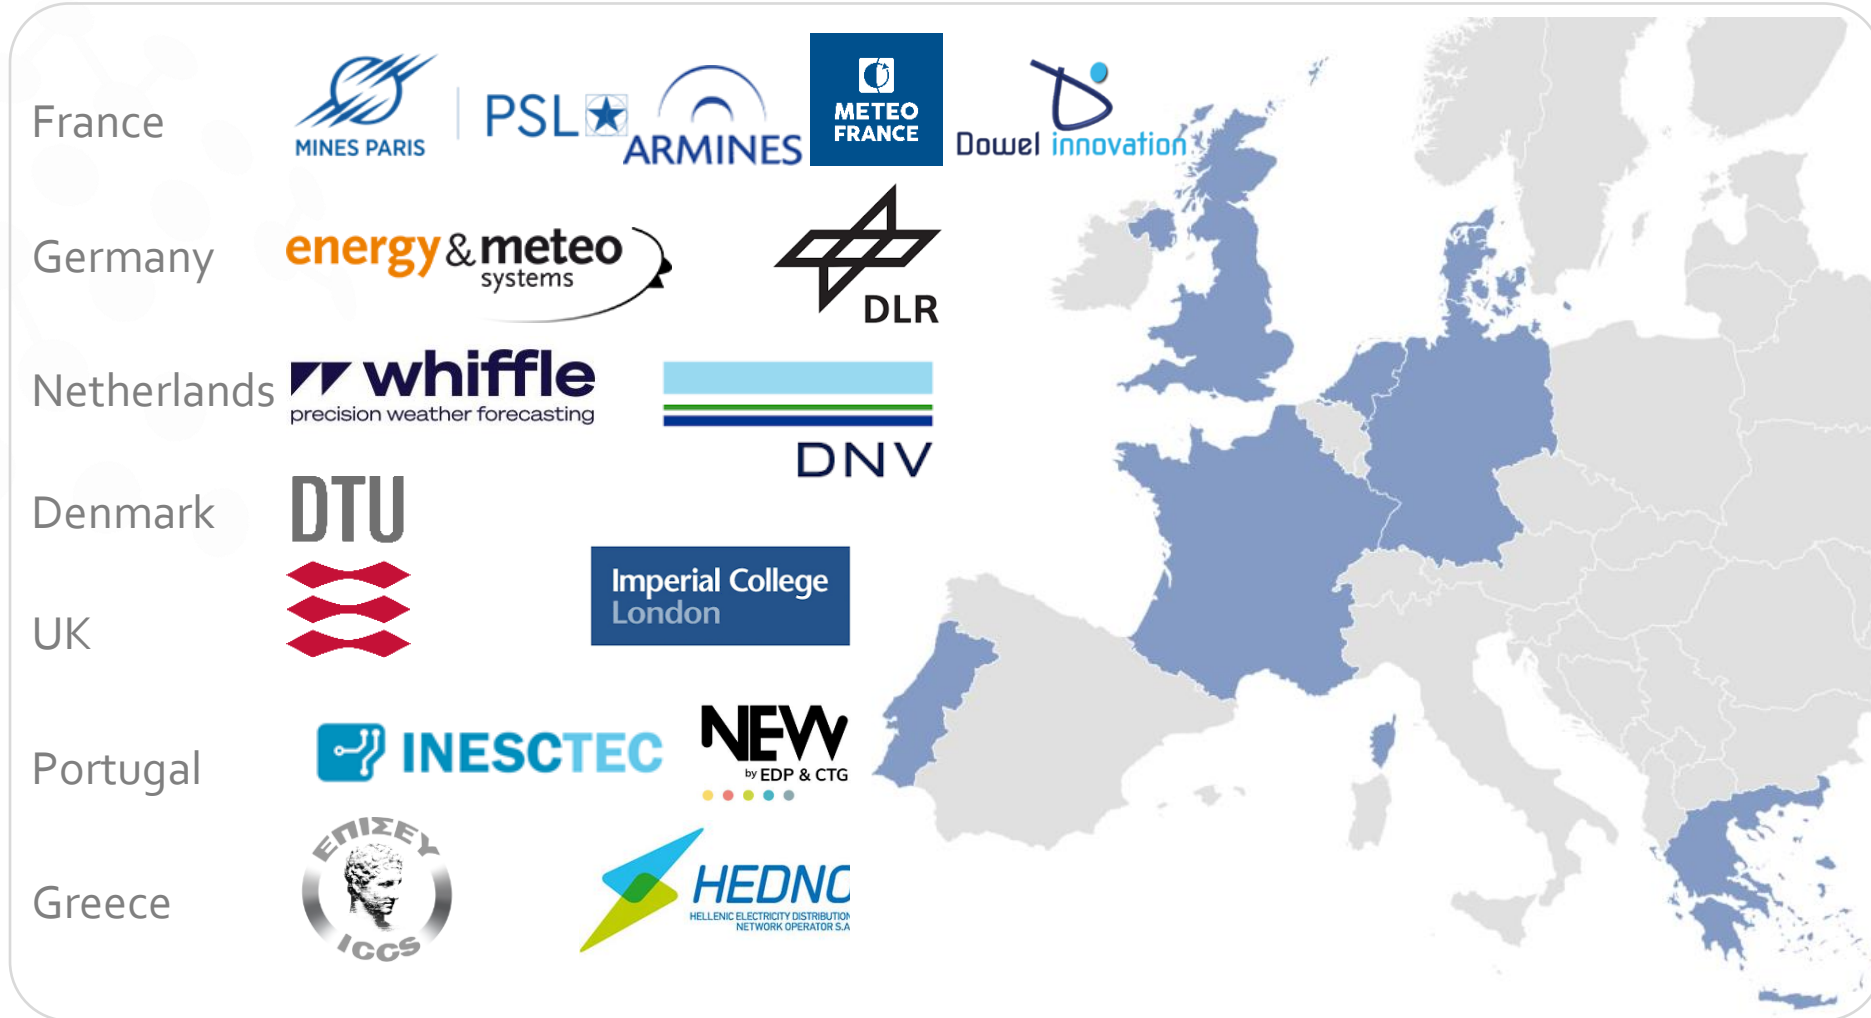 France
MINES PARIS
PSL
ARMINES
METEO
FRANCE
Dowel innovation
Germany
energy & meteo
systems
DLR
Netherlands
whiffle
precision weather forecasting
DNV
Denmark
DTU
UK
Imperial College
London
Portugal
INESCTEC
NEW
by EDP & CTG
Greece
ΕΠΙΣΕΥ
ICCS
HEDNO
HELLENIC ELECTRICITY DISTRIBUTION
NETWORK OPERATOR S.A